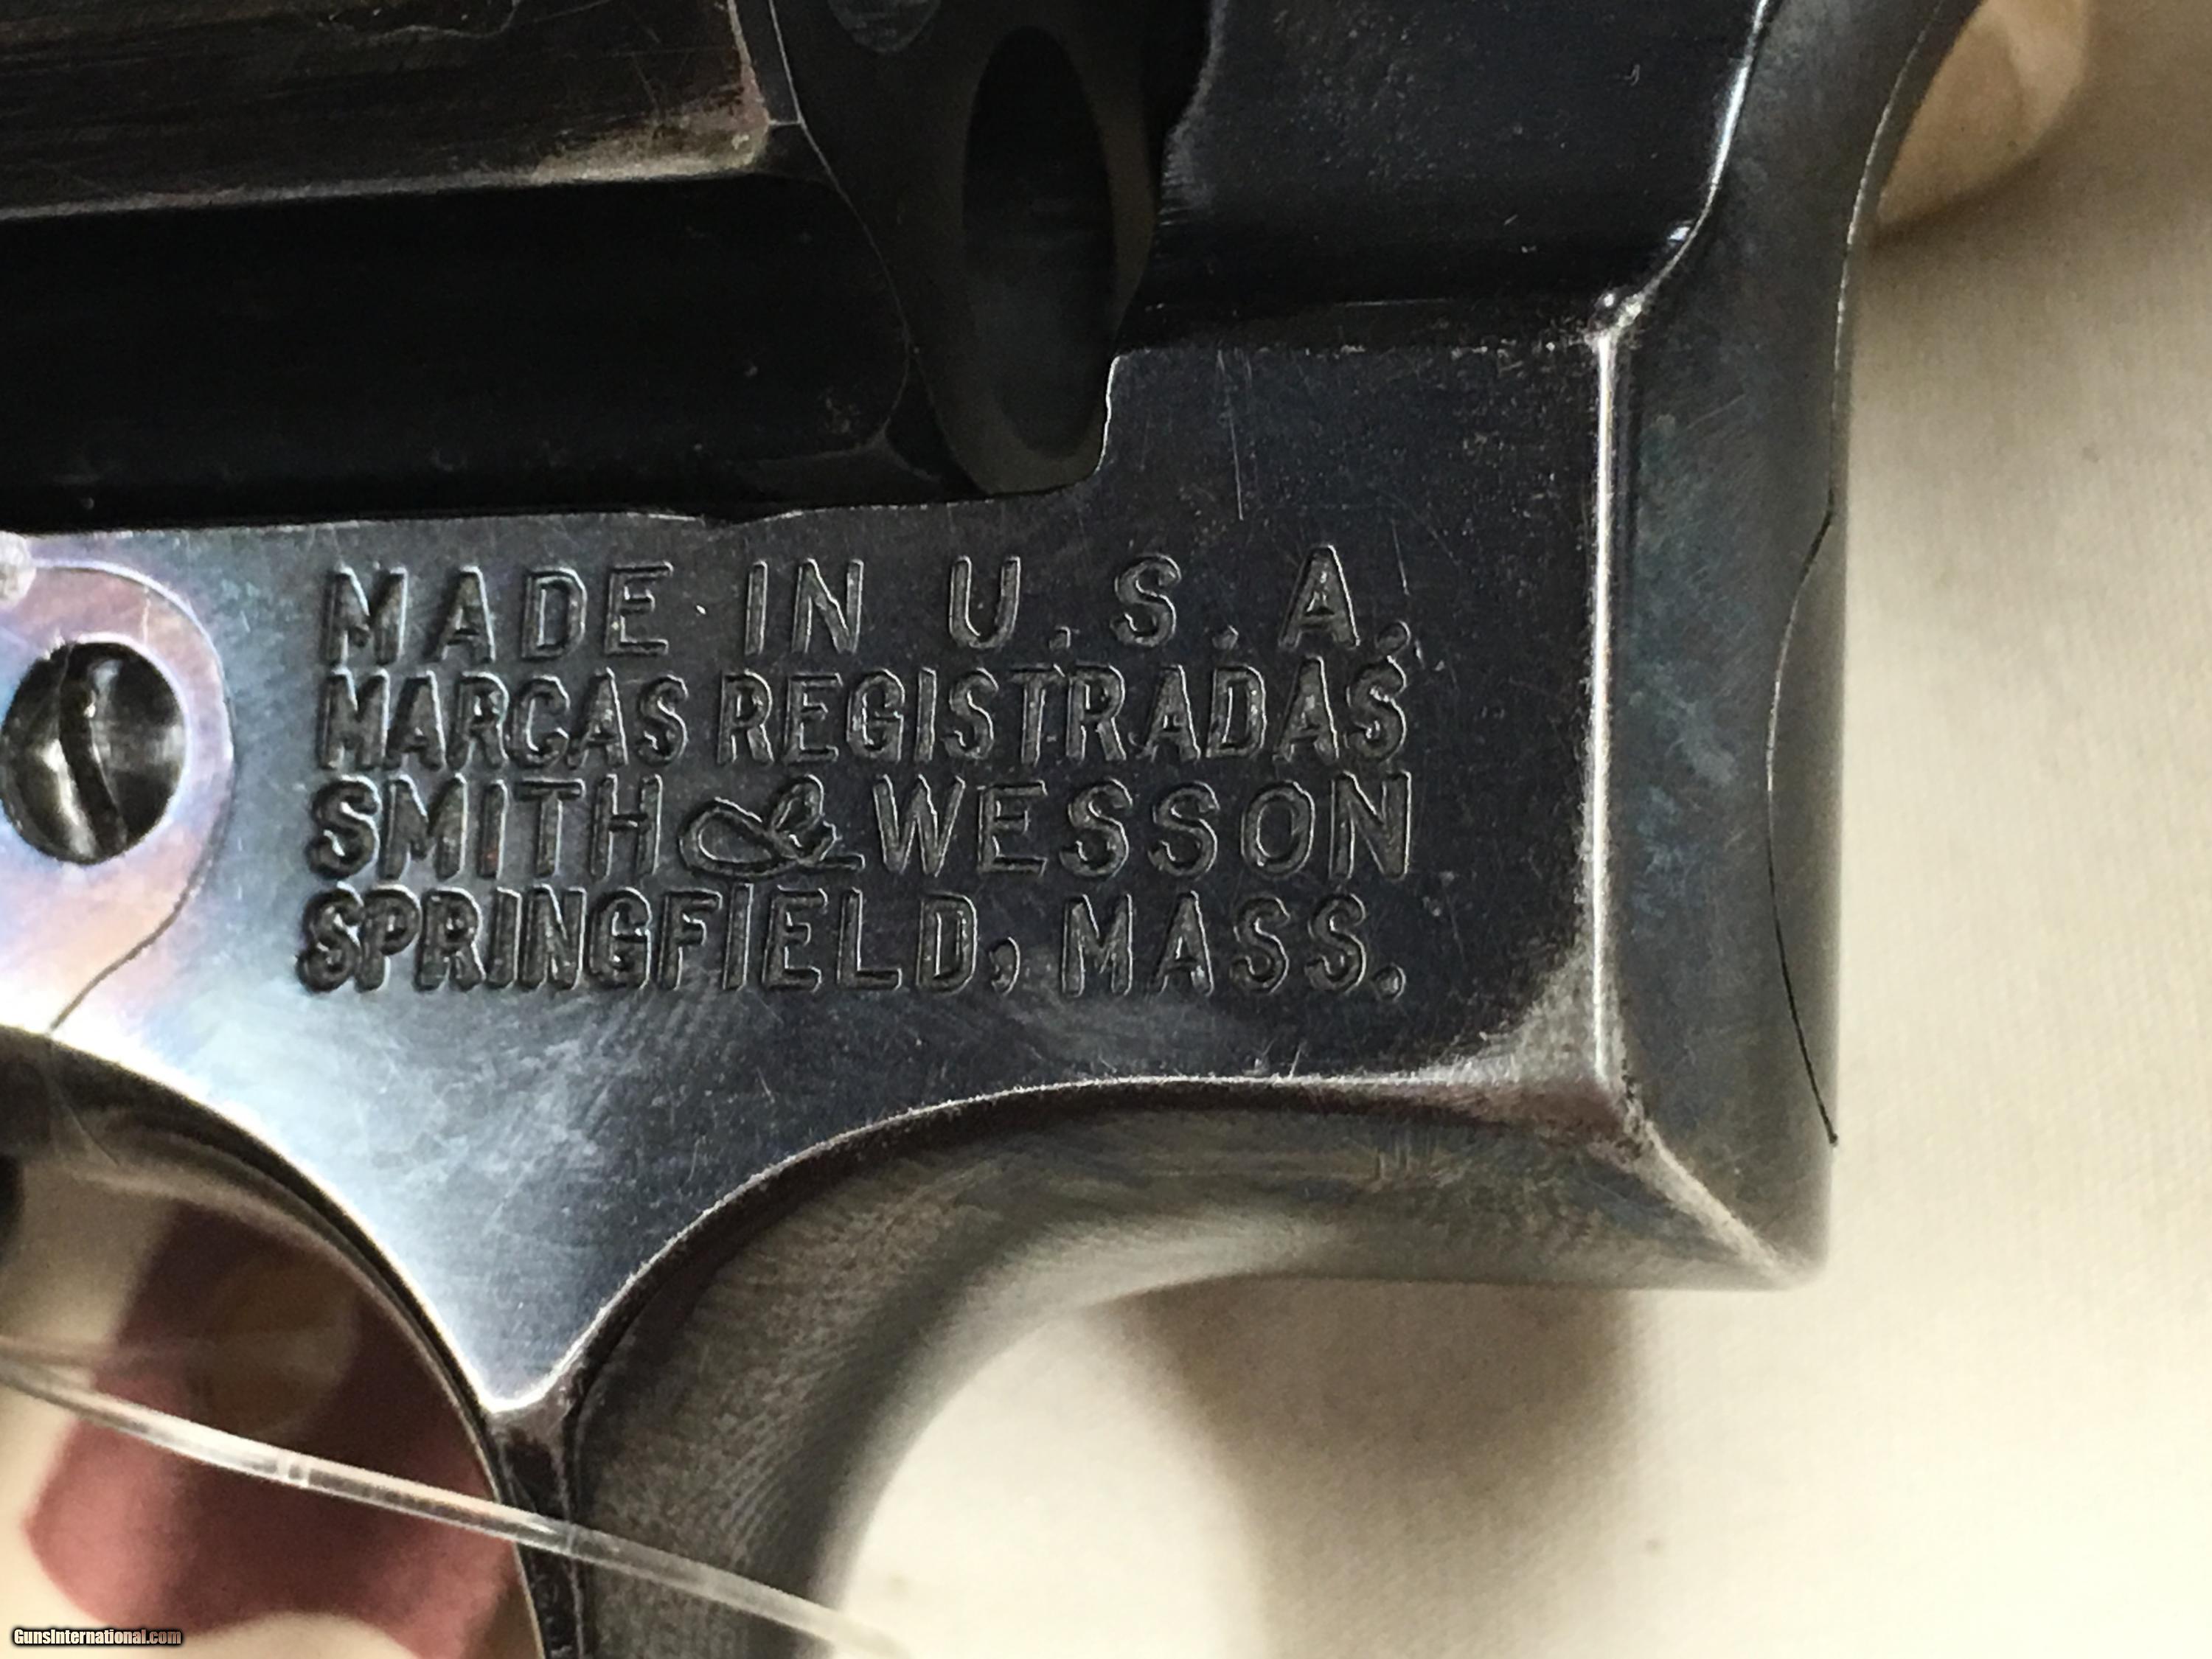 MADE IN U.S.A.
MARCAS REGISTRADAS
SMITH & WESSON
SPRINGFIELD, MASS.
GunsInternational.com